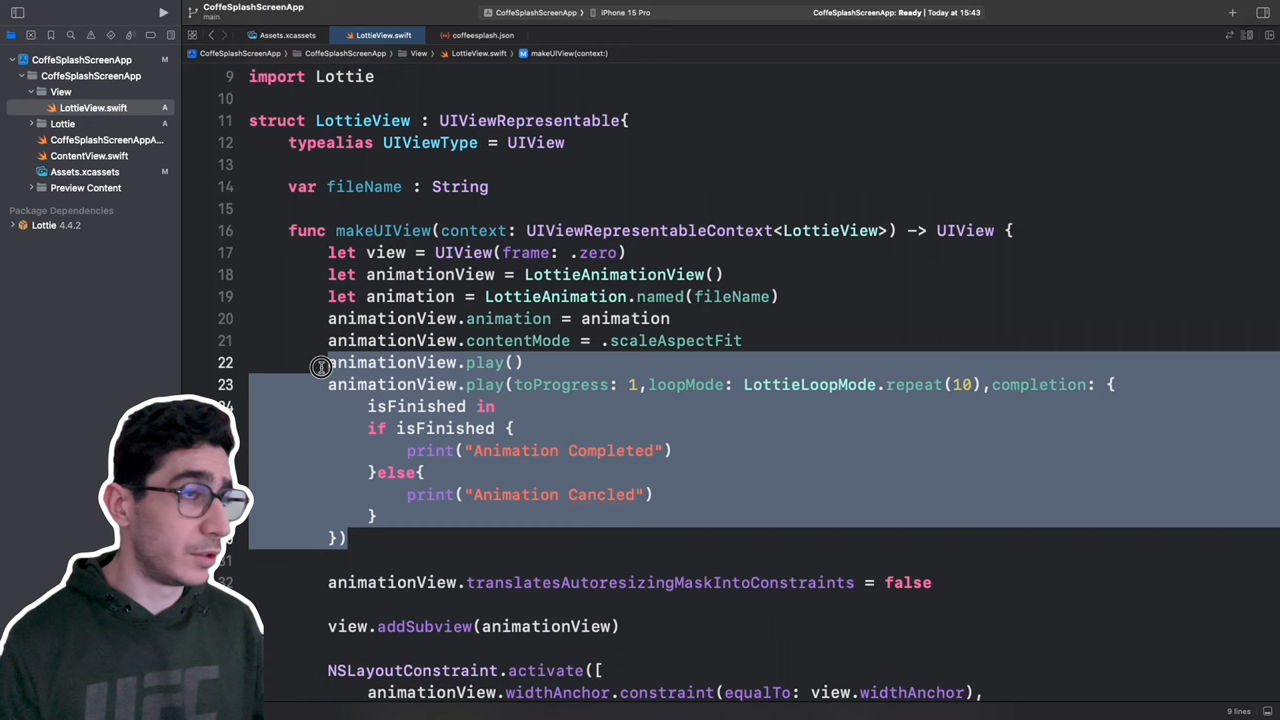 CoffeSplashScreenApp
main
CoffeSplashScreenApp
iPhone 15 Pro
CoffeSplashScreenApp: Ready | Today at 15:43
Assets.xcassets
LottieView.swift
coffeesplash.json
CoffeSplashScreenApp
CoffeSplashScreenApp
View
LottieView.swift
M
makeUIView(context:)
CoffeSplashScreenApp
CoffeSplashScreenApp
View
LottieView.swift A
Lottie A
CoffeSplashScreenAppA... A
ContentView.swift
Assets.xcassets M
Preview Content
Package Dependencies
Lottie 4.4.2
9 import Lottie
10
11 struct LottieView : UIViewRepresentable{
12 typealias UIViewType = UIView
13
14 var fileName : String
15
16 func makeUIView(context: UIViewRepresentableContext<LottieView>) -> UIView {
17 let view = UIView(frame: .zero)
18 let animationView = LottieAnimationView()
19 let animation = LottieAnimation.named(fileName)
20 animationView.animation = animation
21 animationView.contentMode = .scaleAspectFit
22 animationView.play()
23 animationView.play(toProgress: 1,loopMode: LottieLoopMode.repeat(10),completion: {
isFinished in
if isFinished {
print("Animation Completed")
}else{
print("Animation Cancled")
}
})
animationView.translatesAutoresizingMaskIntoConstraints = false
view.addSubview(animationView)
NSLayoutConstraint.activate([
animationView.widthAnchor.constraint(equalTo: view.widthAnchor),
9 lines
UFC